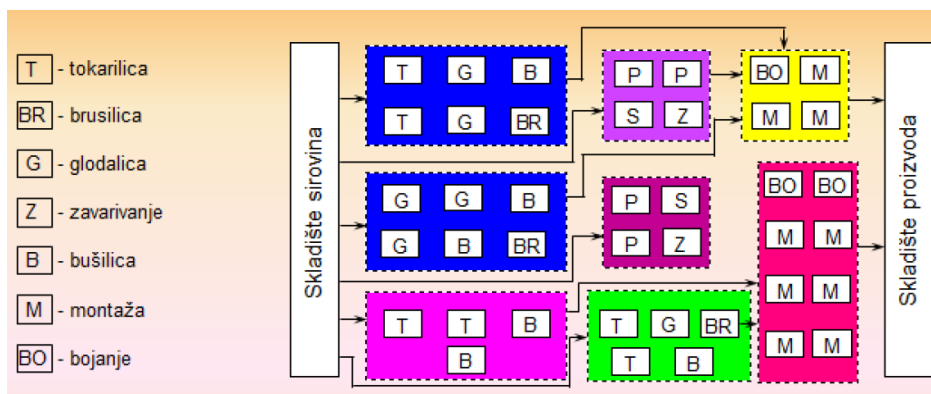 T - tokarilica
BR - brusilica
G - glodalica
Z - zavarivanje
B - bušilica
M - montaža
BO - bojanje
Skladište sirovina
T G B
T G BR
G G B
G B BR
T T B
B
P P
S Z
P S
P Z
T G BR
T B
BO M
M M
BO BO
M M
M M
M M
Skladište proizvoda